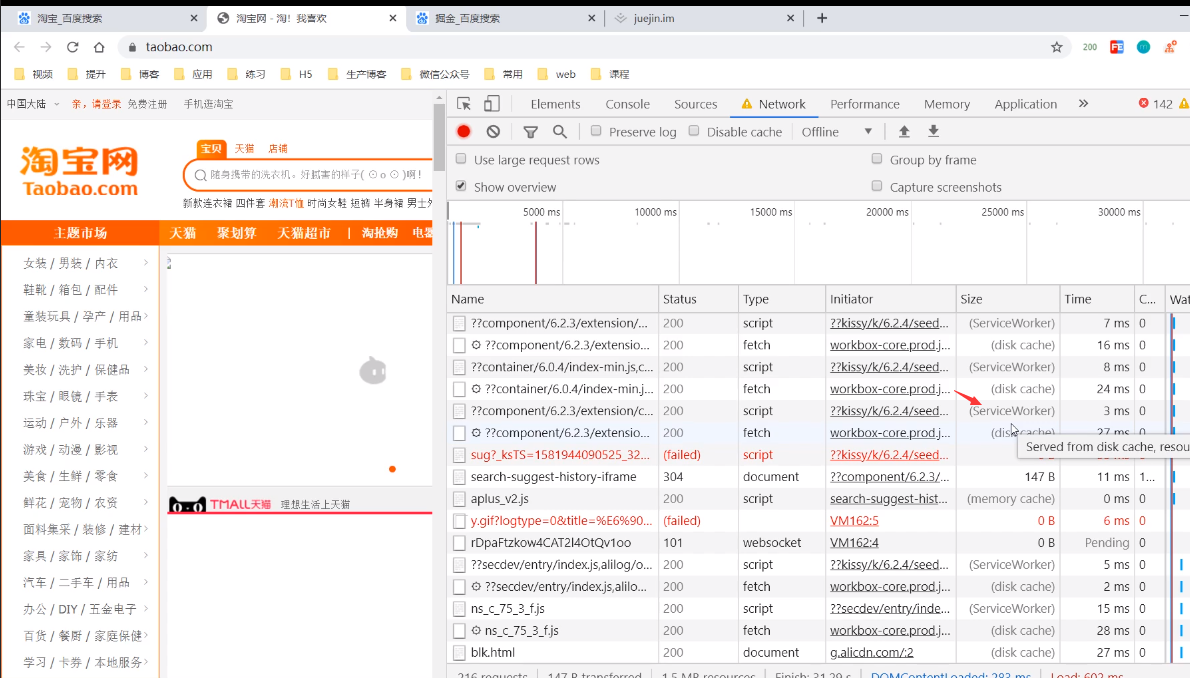 淘宝_百度搜索
淘宝网 - 淘！我喜欢
掘金_百度搜索
juejin.im
taobao.com
200
FE
m
视频 提升 博客 应用 练习 H5 生产博客 微信公众号 常用 web 课程
中国大陆 亲，请登录 免费注册 手机逛淘宝
淘宝网
Taobao.com
宝贝 天猫 店铺
随身携带的洗衣机。好腻害的样子( ⊙ o ⊙ )啊!
新款连衣裙 四件套 潮流T恤 时尚女鞋 短裤 半身裙 男士外
主题市场 天猫 聚划算 天猫超市 | 淘抢购 电器
女装 / 男装 / 内衣
鞋靴 / 箱包 / 配件
童装玩具 / 孕产 / 用品
家电 / 数码 / 手机
美妆 / 洗护 / 保健品
珠宝 / 眼镜 / 手表
运动 / 户外 / 乐器
游戏 / 动漫 / 影视
美食 / 生鲜 / 零食
鲜花 / 宠物 / 农资
面料集采 / 装修 / 建材
家具 / 家饰 / 家纺
汽车 / 二手车 / 用品
办公 / DIY / 五金电子
百货 / 餐厨 / 家庭保健
学习 / 卡券 / 本地服务
TMALL天猫 理想生活上天猫
Elements Console Sources Network Performance Memory Application » 142
Preserve log Disable cache Offline
Use large request rows Group by frame
Show overview Capture screenshots
5000 ms 10000 ms 15000 ms 20000 ms 25000 ms 30000 ms
Name Status Type Initiator Size Time C... Wat
??component/6.2.3/extension/... 200 script ??kissy/k/6.2.4/seed... (ServiceWorker) 7 ms 0
??component/6.2.3/extensio... 200 fetch workbox-core.prod.j... (disk cache) 16 ms 0
??container/6.0.4/index-min.js,c... 200 script ??kissy/k/6.2.4/seed... (ServiceWorker) 8 ms 0
??container/6.0.4/index-min.j... 200 fetch workbox-core.prod.j... (disk cache) 24 ms 0
??component/6.2.3/extension/c... 200 script ??kissy/k/6.2.4/seed... (ServiceWorker) 3 ms 0
??component/6.2.3/extensio... 200 fetch workbox-core.prod.j... (disk cache) 27 ms 0
Served from disk cache, resou
sug?_ksTS=1581944090525_32... (failed) script ??kissy/k/6.2.4/seed...
search-suggest-history-iframe 304 document ??component/6.2.3/... 147 B 11 ms 1...
aplus_v2.js 200 script search-suggest-hist... (memory cache) 0 ms 0
y.gif?logtype=0&title=%E6%90... (failed) VM162:5 0 B 6 ms 0
rDpaFtzkow4CAT2l4OtQv1oo 101 websocket VM162:4 0 B Pending 0
??secdev/entry/index.js,alilog/o... 200 script ??kissy/k/6.2.4/seed... (ServiceWorker) 5 ms 0
??secdev/entry/index.js,alilo... 200 fetch workbox-core.prod.j... (disk cache) 2 ms 0
ns_c_75_3_f.js 200 script ??secdev/entry/inde... (ServiceWorker) 15 ms 0
ns_c_75_3_f.js 200 fetch workbox-core.prod.j... (disk cache) 28 ms 0
blk.html 200 document g.alicdn.com/:2 (disk cache) 27 ms 0
216 requests 147 B transferred 1.5 MB resources Finish: 31.29 s DOMContentLoaded: 283 ms Load: 602 ms